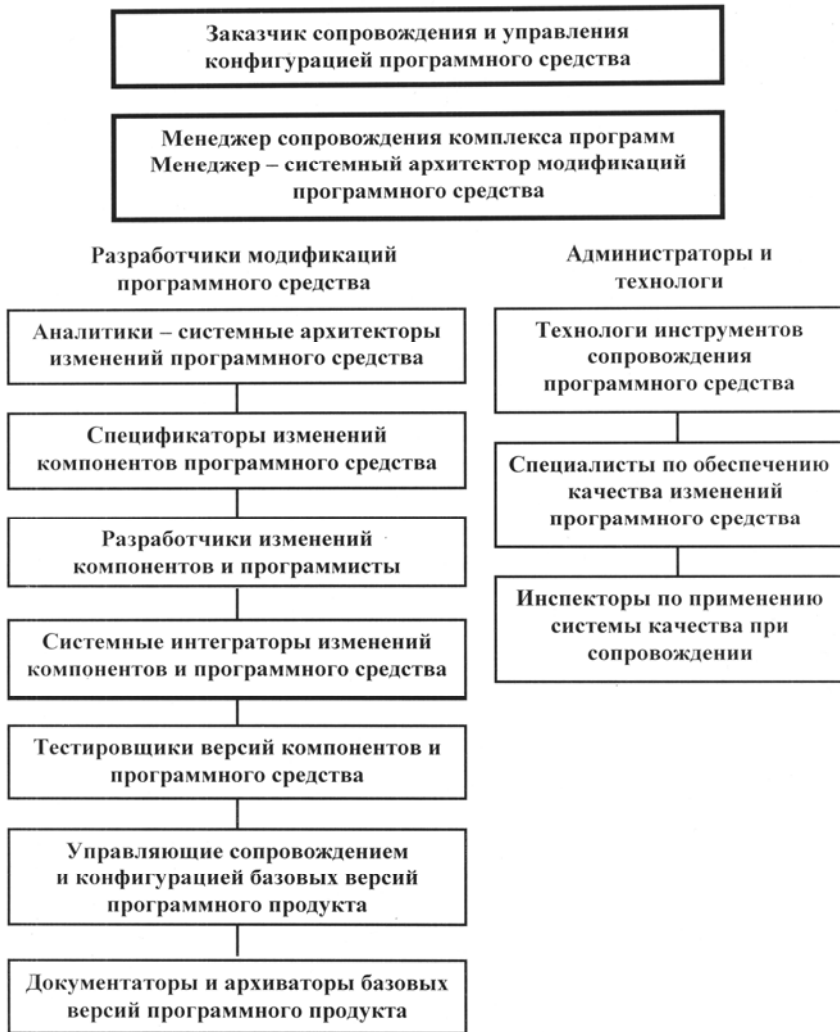 Заказчик сопровождения и управления
конфигурацией программного средства
Менеджер сопровождения комплекса программ
Менеджер – системный архитектор модификаций
программного средства
Разработчики модификаций
программного средства
Аналитики – системные архитекторы
изменений программного средства
Спецификаторы изменений
компонентов программного средства
Разработчики изменений
компонентов и программисты
Системные интеграторы изменений
компонентов и программного средства
Тестировщики версий компонентов и
программного средства
Управляющие сопровождением
и конфигурацией базовых версий
программного продукта
Документаторы и архиваторы базовых
версий программного продукта
Администраторы и
технологи
Технологи инструментов
сопровождения
программного средства
Специалисты по обеспечению
качества изменений
программного средства
Инспекторы по применению
системы качества при
сопровождении